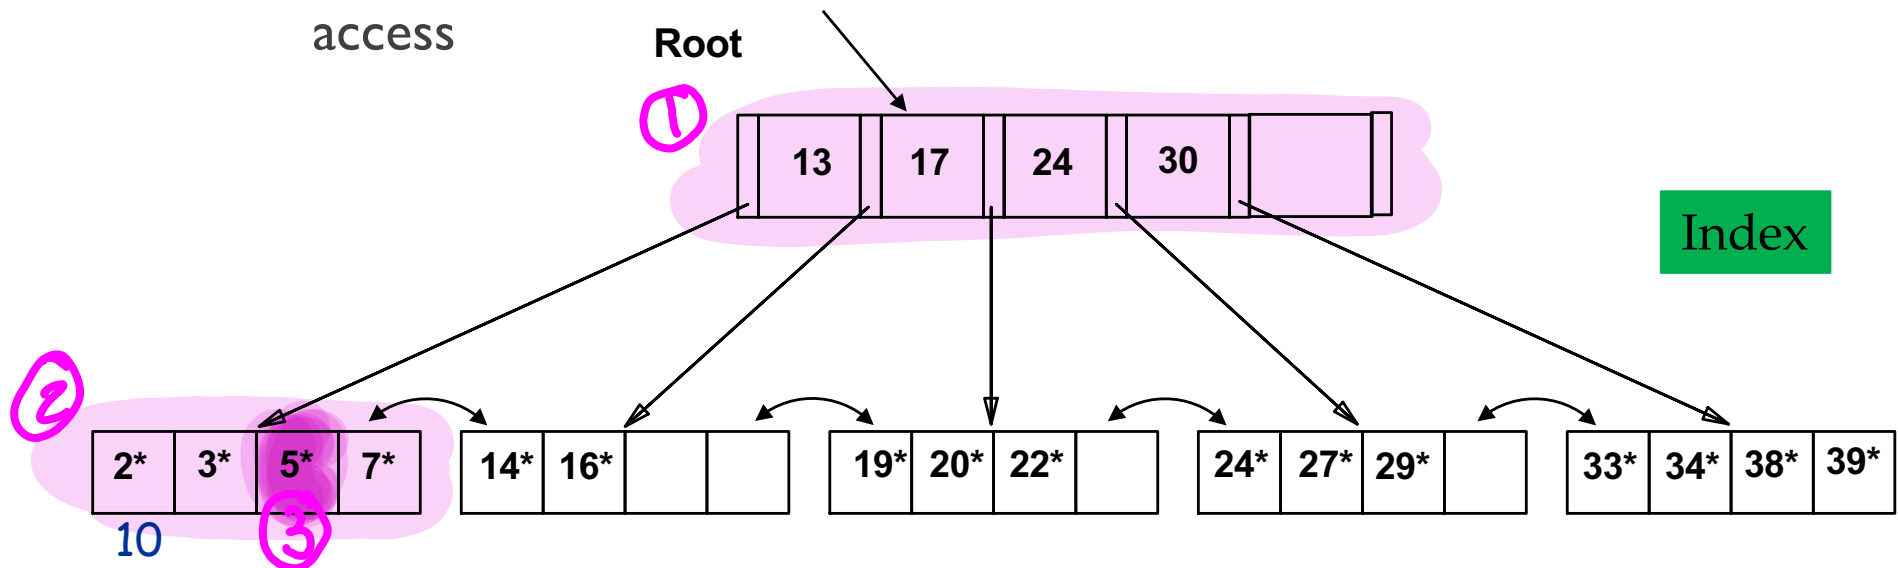 access
Root
①
13 17 24 30
Index
②
2* 3* 5* 7* 14* 16* 19* 20* 22* 24* 27* 29* 33* 34* 38* 39*
10 ③